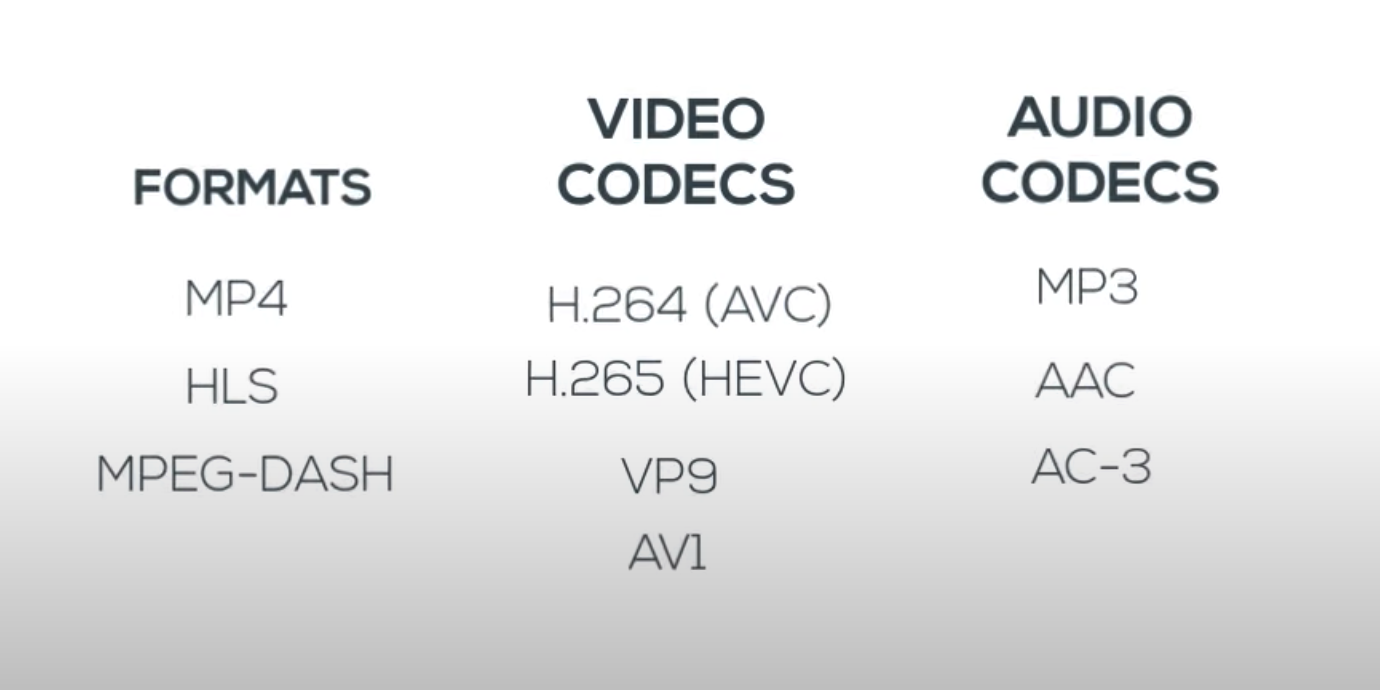 FORMATS
MP4
HLS
MPEG-DASH
VIDEO
CODECS
H.264 (AVC)
H.265 (HEVC)
VP9
AV1
AUDIO
CODECS
MP3
AAC
AC-3